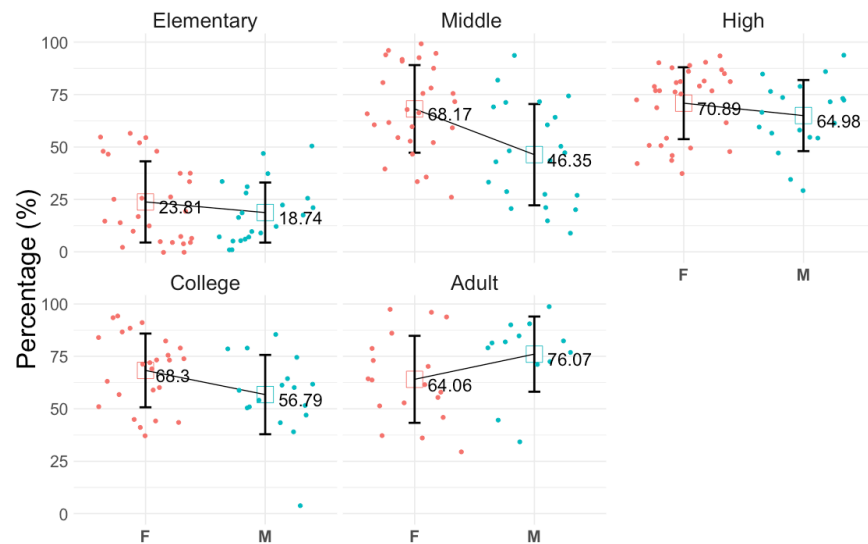 Elementary
Middle
High
100
75
50
25
0
23.81
18.74
68.17
46.35
70.89
64.98
F
M
College
Adult
100
75
50
25
0
68.3
56.79
64.06
76.07
F
M
F
M
Percentage (%)